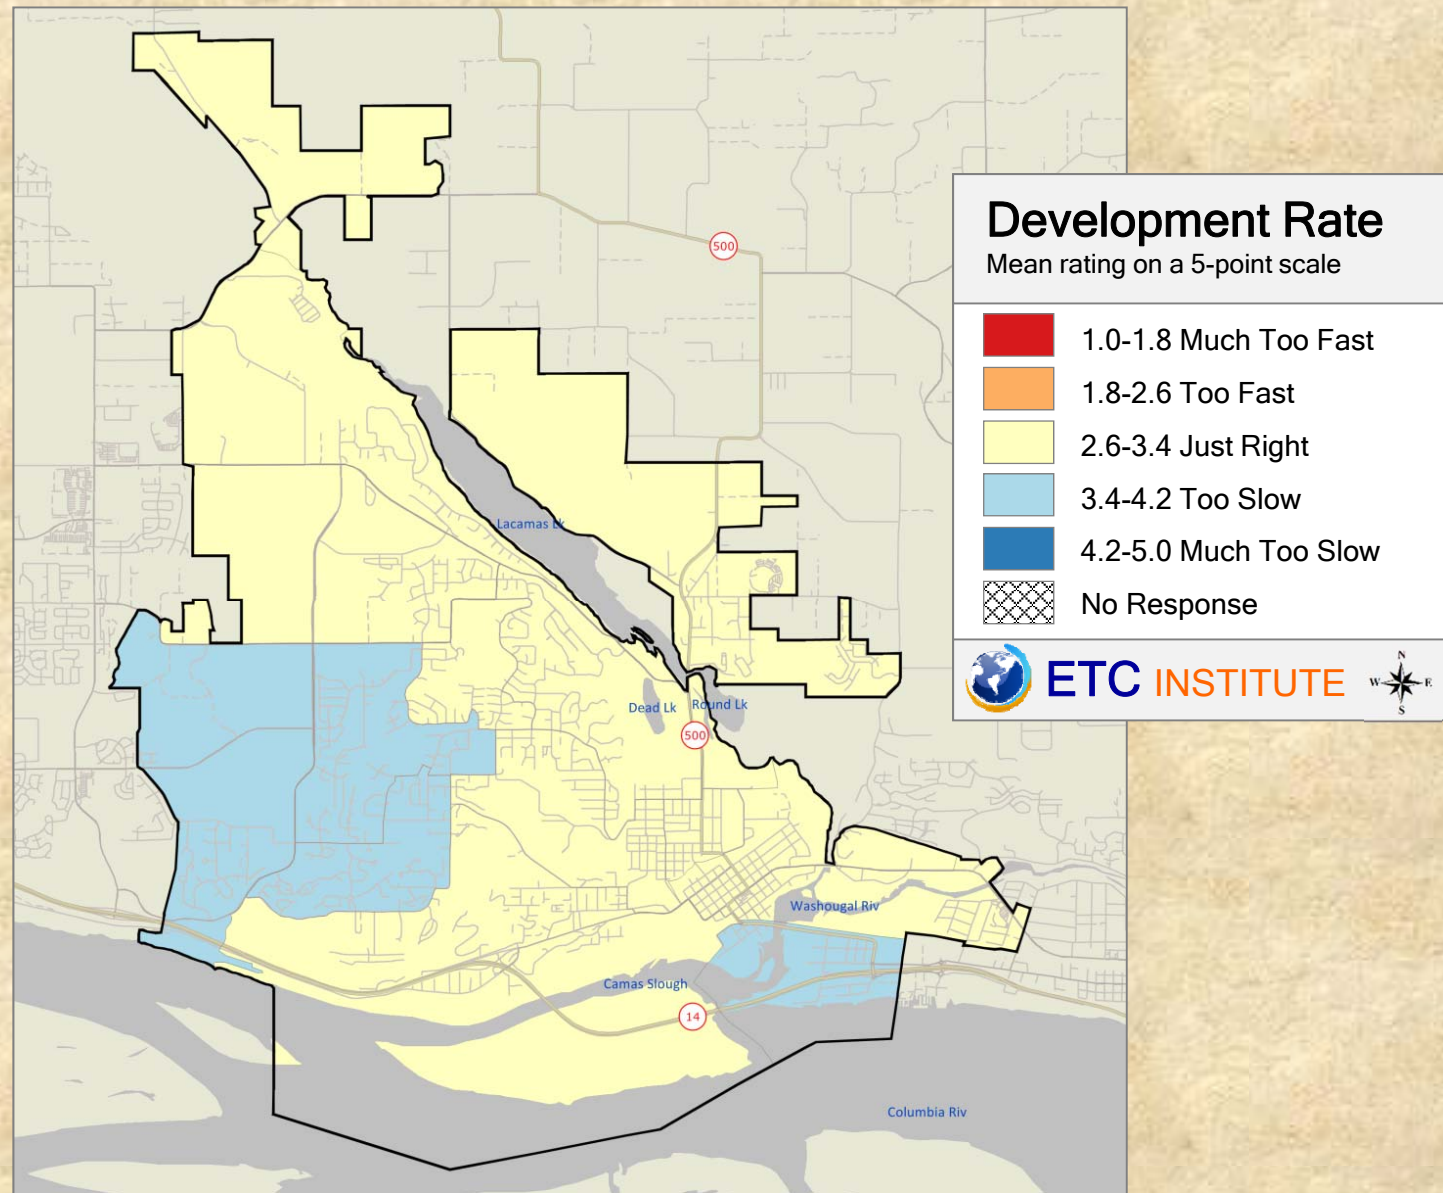 500
Development Rate
Mean rating on a 5-point scale
1.0-1.8 Much Too Fast
1.8-2.6 Too Fast
2.6-3.4 Just Right
3.4-4.2 Too Slow
4.2-5.0 Much Too Slow
No Response
ETC INSTITUTE
N
W E
S
Lacamas Lk
Dead Lk
Round Lk
500
Washougal Riv
Camas Slough
14
Columbia Riv